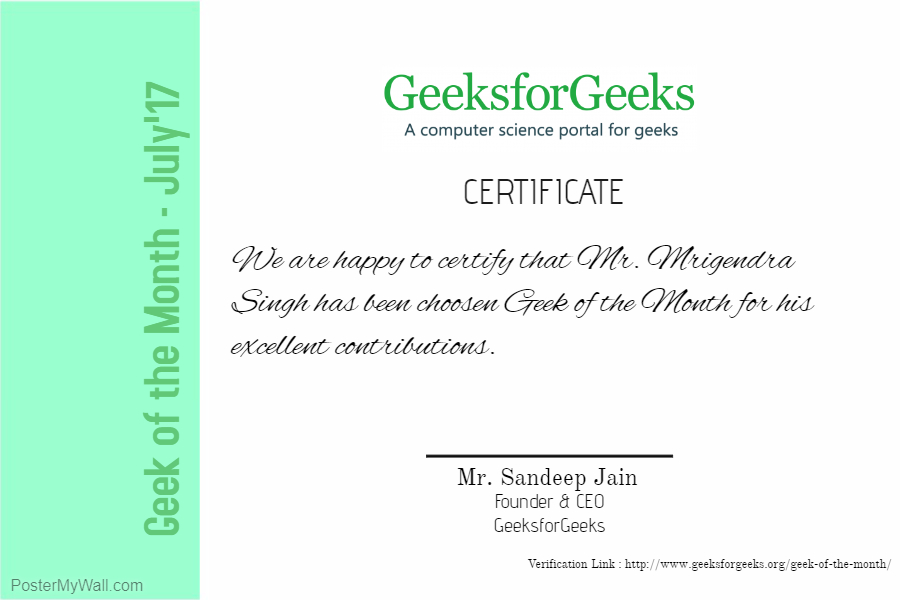 Geek of the Month - July'17
GeeksforGeeks
A computer science portal for geeks
CERTIFICATE
We are happy to certify that Mr. Mrigendra
Singh has been choosen Geek of the Month for his
excellent contributions.
Mr. Sandeep Jain
Founder & CEO
GeeksforGeeks
Verification Link : http://www.geeksforgeeks.org/geek-of-the-month/
PosterMyWall.com